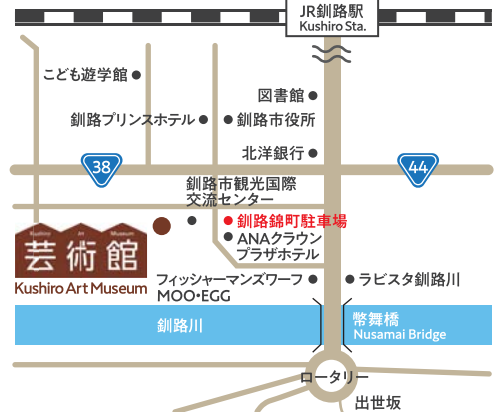 JR釧路駅
Kushiro Sta.
こども遊学館
図書館
釧路プリンスホテル
釧路市役所
北洋銀行
38
44
釧路市観光国際
交流センター
釧路錦町駐車場
Kushiro Art Museum
芸術館
Kushiro Art Museum
ANAクラウン
プラザホテル
フィッシャーマンズワーフ
MOO・EGG
ラビスタ釧路川
釧路川
幣舞橋
Nusamai Bridge
ロータリー
出世坂